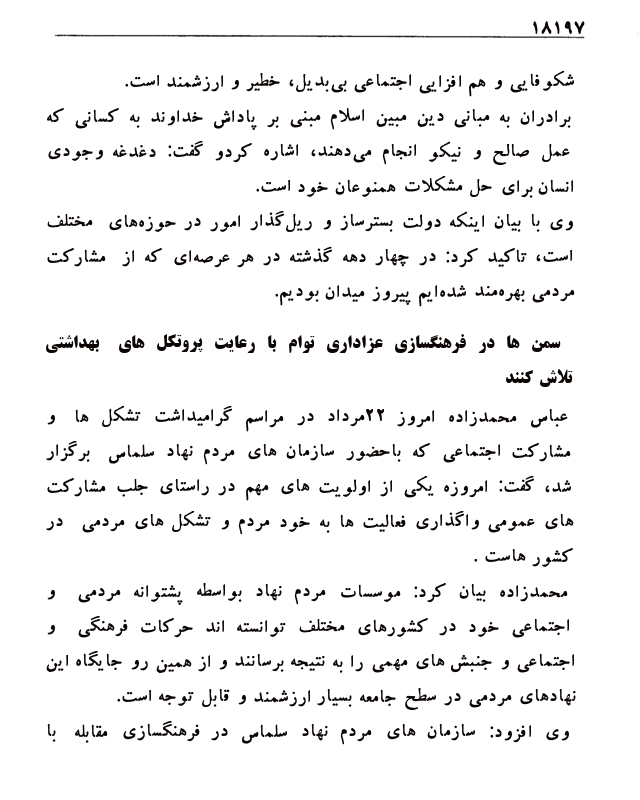 ۱۸۱۹۷
شکوفایی و هم افزایی اجتماعی بی‌بدیل، خطیر و ارزشمند است.
برادران به مبانی دین مبین اسلام مبنی بر پاداش خداوند به کسانی که
عمل صالح و نیکو انجام می‌دهند، اشاره کردو گفت: دغدغه وجودی
انسان برای حل مشکلات همنوعان خود است.
وی با بیان اینکه دولت بسترساز و ریل‌گذار امور در حوزه‌های مختلف
است، تاکید کرد: در چهار دهه گذشته در هر عرصه‌ای که از مشارکت
مردمی بهره‌مند شده‌ایم پیروز میدان بودیم.
سمن ها در فرهنگسازی عزاداری توام با رعایت پروتکل های بهداشتی
تلاش کنند
عباس محمدزاده امروز ۲۲مرداد در مراسم گرامیداشت تشکل ها و
مشارکت اجتماعی که باحضور سازمان های مردم نهاد سلماس برگزار
شد، گفت: امروزه یکی از اولویت های مهم در راستای جلب مشارکت
های عمومی واگذاری فعالیت ها به خود مردم و تشکل های مردمی در
کشور هاست .
محمدزاده بیان کرد: موسسات مردم نهاد بواسطه پشتوانه مردمی و
اجتماعی خود در کشورهای مختلف توانسته اند حرکات فرهنگی و
اجتماعی و جنبش های مهمی را به نتیجه برسانند و از همین رو جایگاه این
نهادهای مردمی در سطح جامعه بسیار ارزشمند و قابل توجه است.
وی افزود: سازمان های مردم نهاد سلماس در فرهنگسازی مقابله با